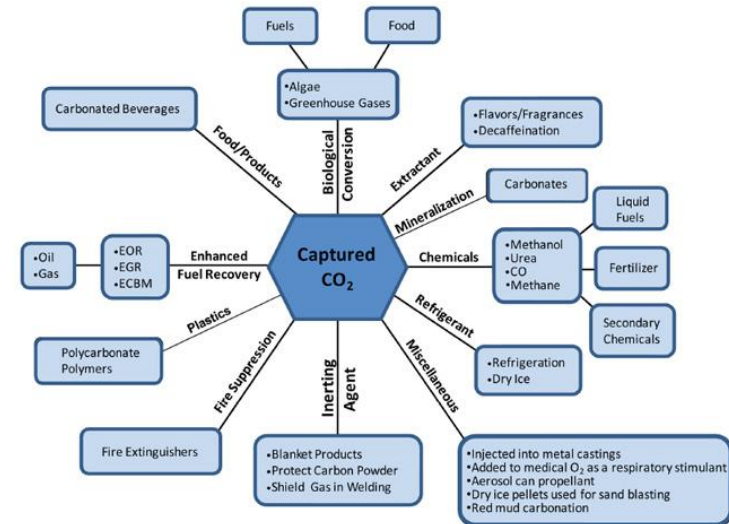 Fuels
Food
•Algae
•Greenhouse Gases
Carbonated Beverages
•Flavors/Fragrances
•Decaffeination
Food/Products
Biological
Conversion
Extractant
Mineralization
Carbonates
Liquid
Fuels
•Oil
•Gas
•EOR
•EGR
•ECBM
Enhanced
Fuel Recovery
Captured
CO₂
Chemicals
•Methanol
•Urea
•CO
•Methane
Fertilizer
Secondary
Chemicals
Plastics
Polycarbonate
Polymers
Refrigerant
•Refrigeration
•Dry Ice
Fire Suppression
Inerting
Agent
Miscellaneous
Fire Extinguishers
•Blanket Products
•Protect Carbon Powder
•Shield Gas in Welding
•Injected into metal castings
•Added to medical O₂ as a respiratory stimulant
•Aerosol can propellant
•Dry ice pellets used for sand blasting
•Red mud carbonation